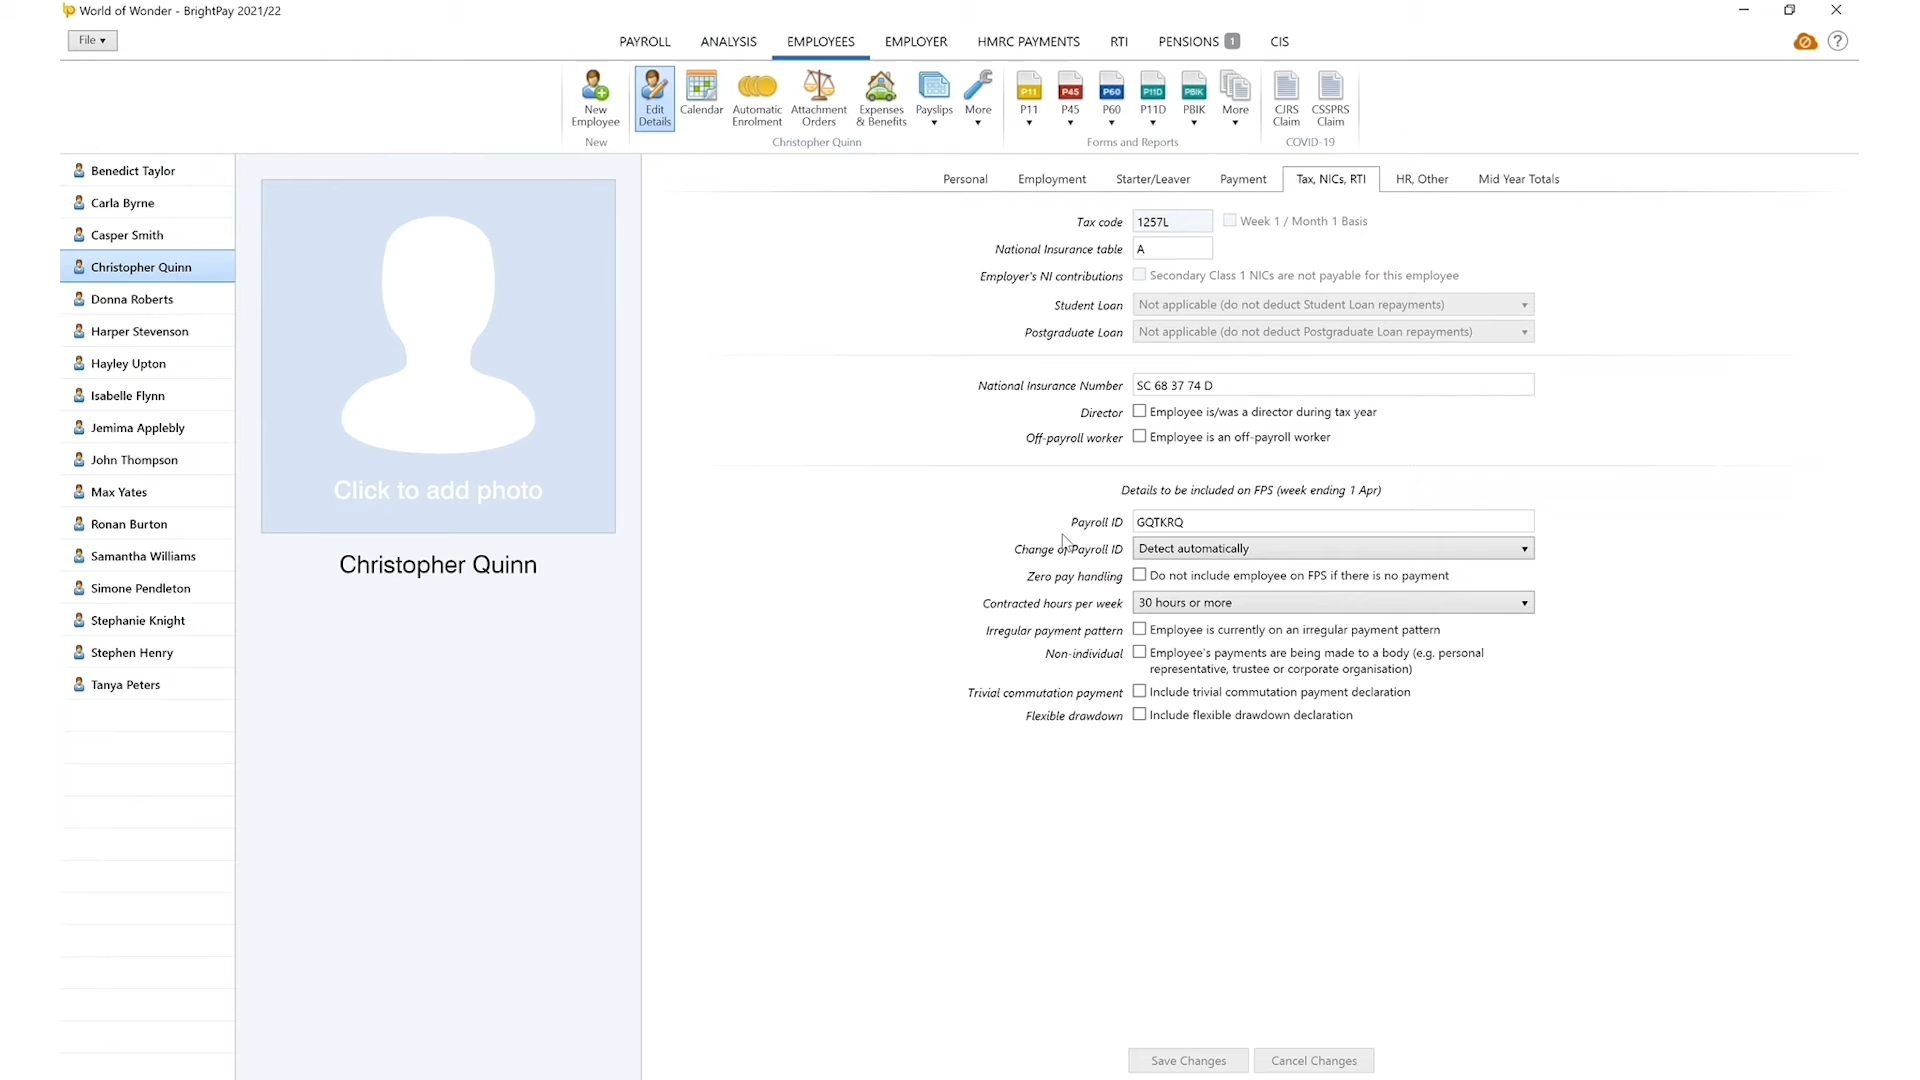 World of Wonder - BrightPay 2021/22
File
PAYROLL ANALYSIS EMPLOYEES EMPLOYER HMRC PAYMENTS RTI PENSIONS 1 CIS
New Employee
Edit Details
Calendar
Automatic Enrolment
Attachment Orders
Expenses & Benefits
Payslips
More
P11 P11
P45 P45
P60 P60
P11D P11D
PBIK PBIK
More
CJRS Claim
CSSPRS Claim
New
Christopher Quinn
Forms and Reports
COVID-19
Benedict Taylor
Carla Byrne
Casper Smith
Christopher Quinn
Donna Roberts
Harper Stevenson
Hayley Upton
Isabelle Flynn
Jemima Applebly
John Thompson
Max Yates
Ronan Burton
Samantha Williams
Simone Pendleton
Stephanie Knight
Stephen Henry
Tanya Peters
Click to add photo
Christopher Quinn
Personal Employment Starter/Leaver Payment Tax, NICs, RTI HR, Other Mid Year Totals
Tax code 1257L Week 1 / Month 1 Basis
National Insurance table A
Employer's NI contributions Secondary Class 1 NICs are not payable for this employee
Student Loan Not applicable (do not deduct Student Loan repayments)
Postgraduate Loan Not applicable (do not deduct Postgraduate Loan repayments)
National Insurance Number SC 68 37 74 D
Director Employee is/was a director during tax year
Off-payroll worker Employee is an off-payroll worker
Details to be included on FPS (week ending 1 Apr)
Payroll ID GQTKRQ
Change of Payroll ID Detect automatically
Zero pay handling Do not include employee on FPS if there is no payment
Contracted hours per week 30 hours or more
Irregular payment pattern Employee is currently on an irregular payment pattern
Non-individual Employee's payments are being made to a body (e.g. personal
representative, trustee or corporate organisation)
Trivial commutation payment Include trivial commutation payment declaration
Flexible drawdown Include flexible drawdown declaration
Save Changes Cancel Changes